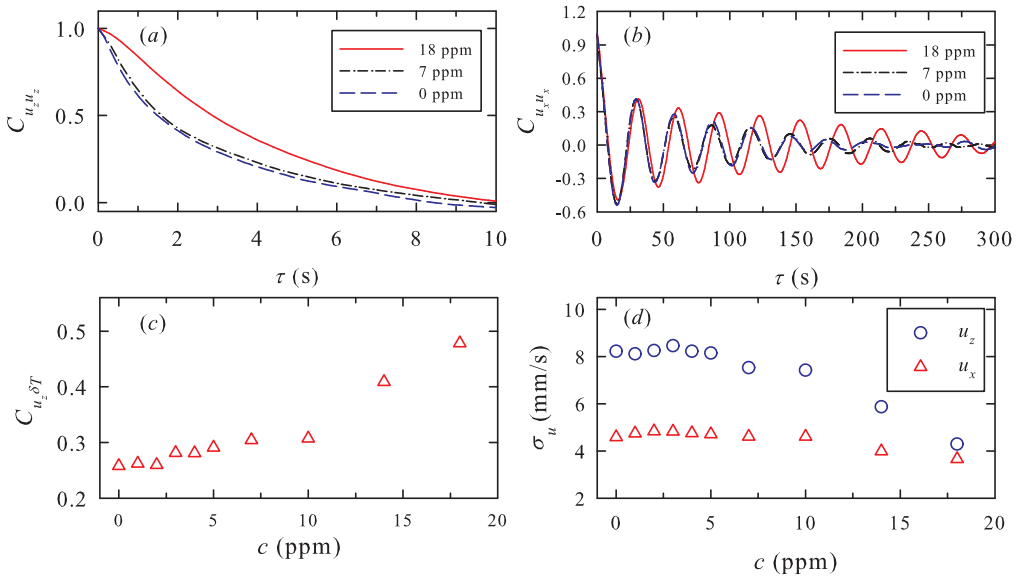 (a)
1.0
0.5
0.0
C_{u_z u_z}
18 ppm
7 ppm
0 ppm
0 2 4 6 8 10
τ (s)
(b)
1.2
0.9
0.6
0.3
0.0
-0.3
-0.6
C_{u_x u_x}
18 ppm
7 ppm
0 ppm
0 50 100 150 200 250 300
τ (s)
(c)
0.5
0.4
0.3
0.2
C_{u_z δT}
0 5 10 15 20
c (ppm)
(d)
10
8
6
4
2
σ_u (mm/s)
u_z
u_x
0 5 10 15 20
c (ppm)